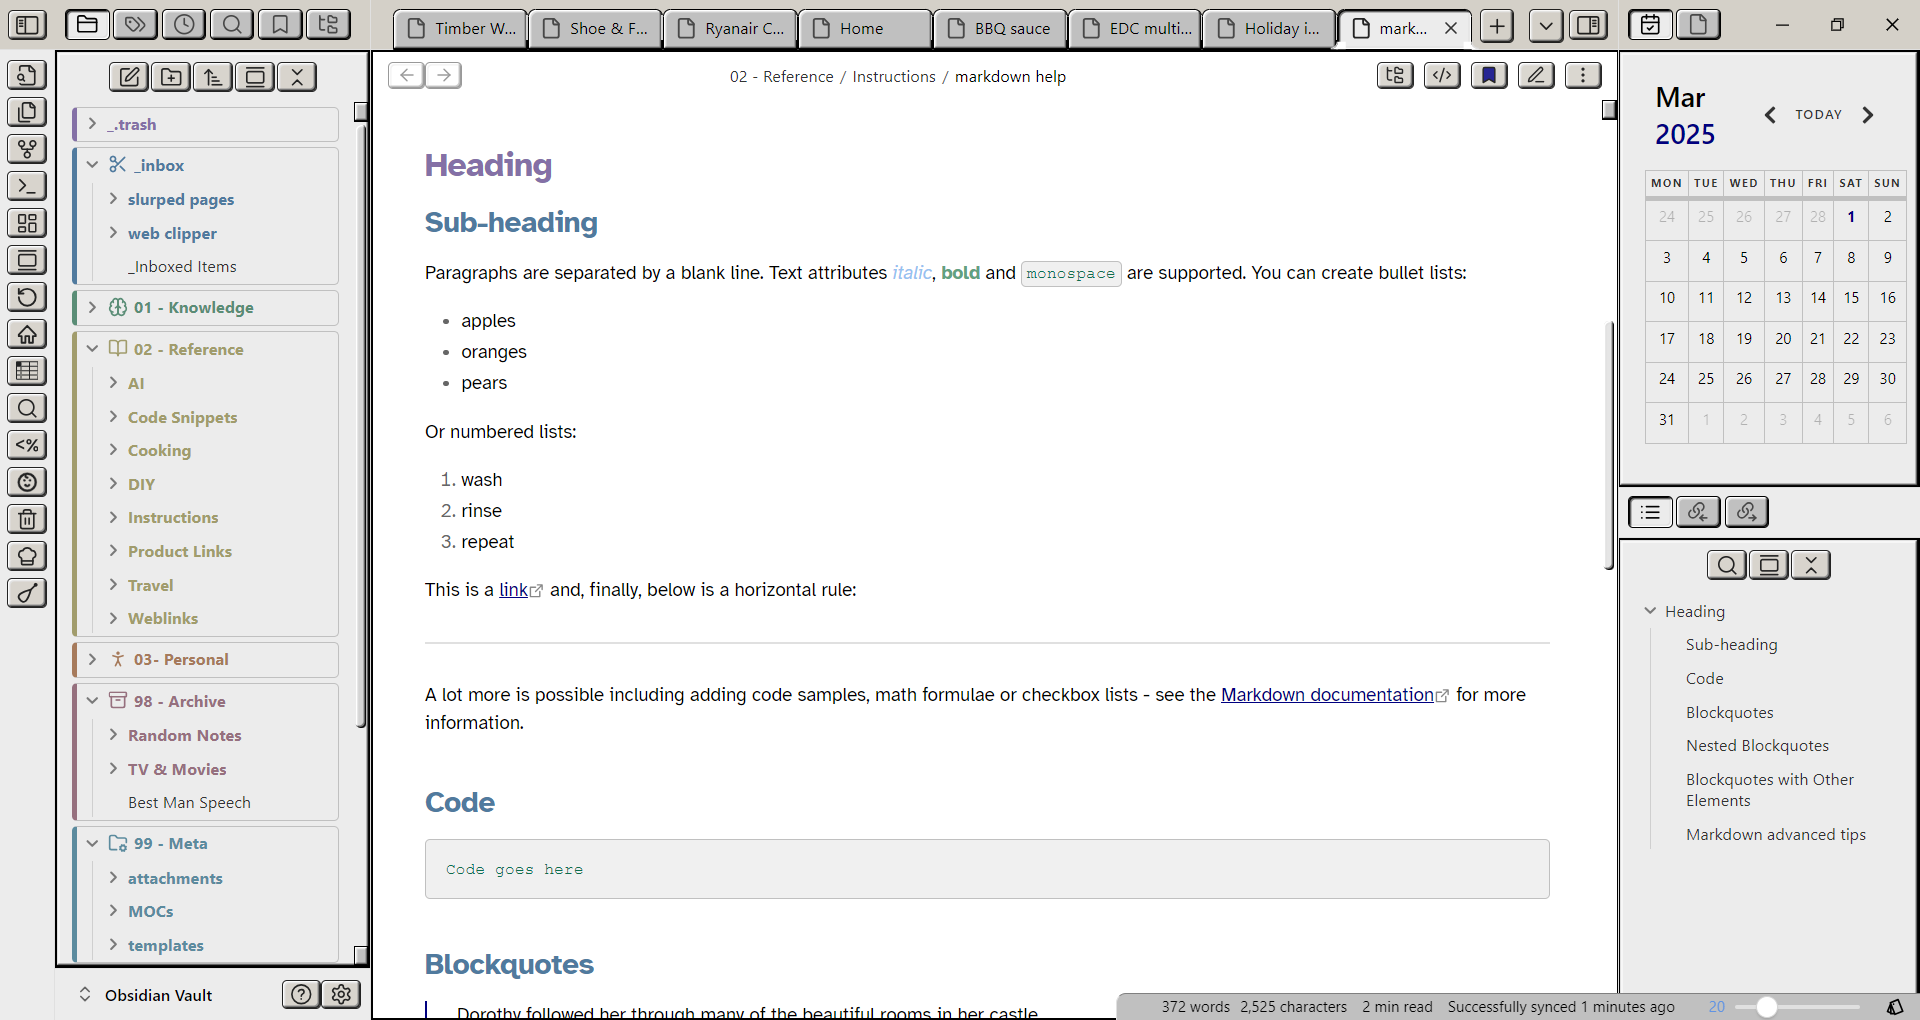 Timber W...
Shoe & F...
Ryanair C...
Home
BBQ sauce
EDC multi...
Holiday i...
mark...
_.trash
_inbox
slurped pages
web clipper
_Inboxed Items
01 - Knowledge
02 - Reference
AI
Code Snippets
Cooking
DIY
Instructions
Product Links
Travel
Weblinks
03- Personal
98 - Archive
Random Notes
TV & Movies
Best Man Speech
99 - Meta
attachments
MOCs
templates
Obsidian Vault
<%
02 - Reference / Instructions / markdown help
Heading
Sub-heading
Paragraphs are separated by a blank line. Text attributes italic, bold and monospace are supported. You can create bullet lists:
• apples
• oranges
• pears
Or numbered lists:
1. wash
2. rinse
3. repeat
This is a link and, finally, below is a horizontal rule:
A lot more is possible including adding code samples, math formulae or checkbox lists - see the Markdown documentation for more
information.
Code
Code goes here
Blockquotes
Dorothy followed her through many of the beautiful rooms in her castle.
Mar
2025
TODAY
MON TUE WED THU FRI SAT SUN
24 25 26 27 28 1 2
3 4 5 6 7 8 9
10 11 12 13 14 15 16
17 18 19 20 21 22 23
24 25 26 27 28 29 30
31 1 2 3 4 5 6
Heading
Sub-heading
Code
Blockquotes
Nested Blockquotes
Blockquotes with Other
Elements
Markdown advanced tips
372 words 2,525 characters 2 min read Successfully synced 1 minutes ago 20